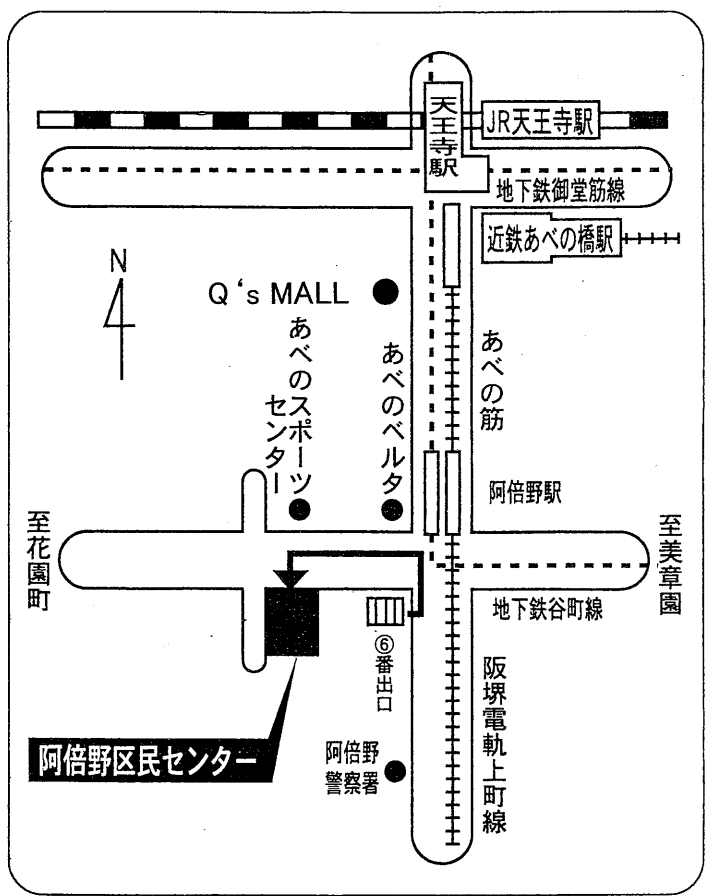 天王寺駅
JR天王寺駅
地下鉄御堂筋線
近鉄あべの橋駅
N
Q‘s MALL
あべのスポーツ
センター
あべのベルタ
あべの筋
阿倍野駅
至花園町
至美章園
地下鉄谷町線
⑥番出口
阿倍野区民センター
阿倍野
警察署
阪堺電軌上町線